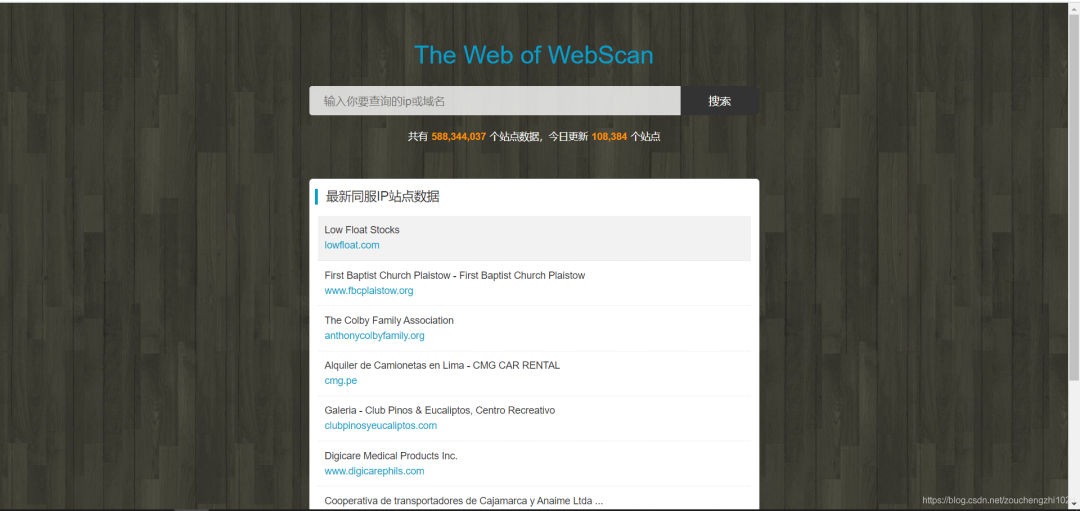 The Web of WebScan
输入你要查询的ip或域名
搜索
共有 588,344,037 个站点数据，今日更新 108,384 个站点
最新同服IP站点数据
Low Float Stocks
lowfloat.com
First Baptist Church Plaistow - First Baptist Church Plaistow
www.fbcplaistow.org
The Colby Family Association
anthonycolbyfamily.org
Alquiler de Camionetas en Lima - CMG CAR RENTAL
cmg.pe
Galeria - Club Pinos & Eucaliptos, Centro Recreativo
clubpinosyeucaliptos.com
Digicare Medical Products Inc.
www.digicarephils.com
Cooperativa de transportadores de Cajamarca y Anaime Ltda ...
https://blog.csdn.net/zouchengzhi102